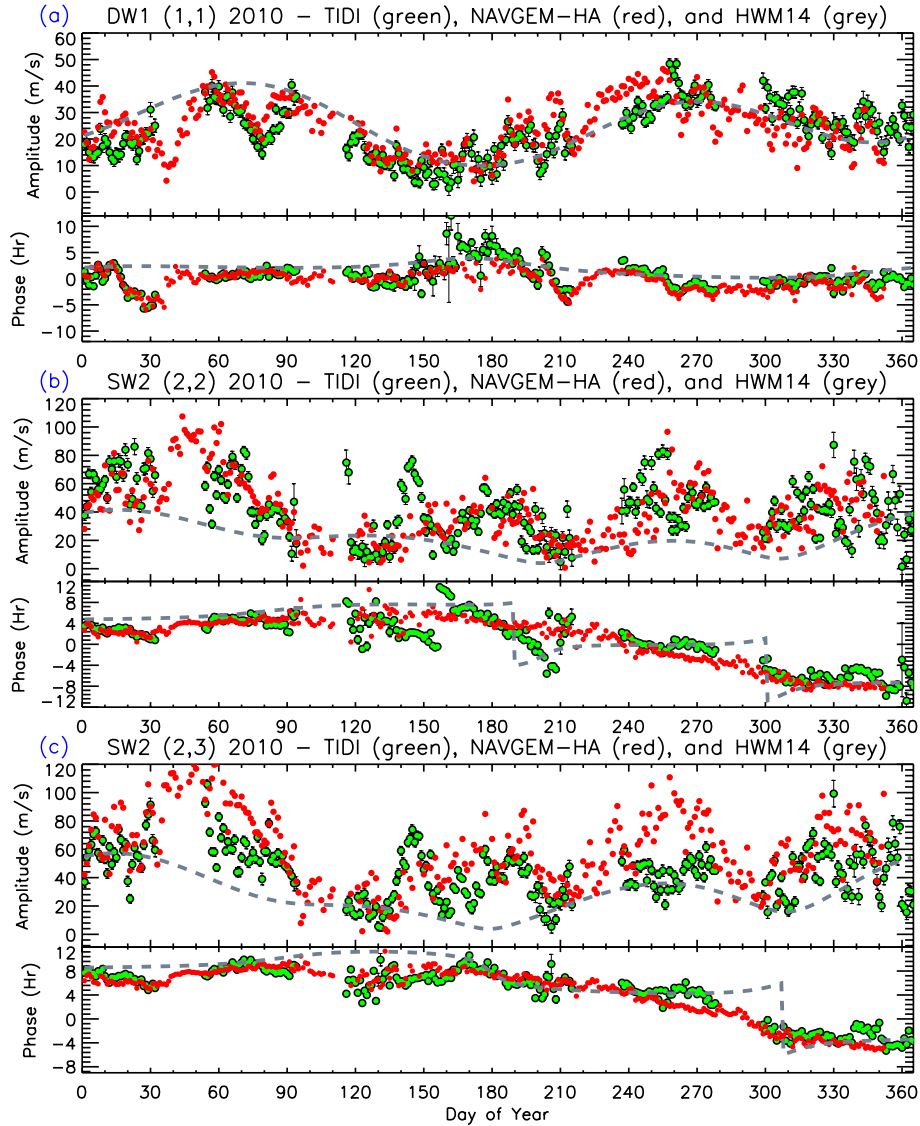 (a) DW1 (1,1) 2010 − TIDI (green), NAVGEM−HA (red), and HWM14 (grey)
60
50
40
30
20
10
0
Amplitude (m/s)
10
5
0
−5
−10
Phase (Hr)
0 30 60 90 120 150 180 210 240 270 300 330 360
(b) SW2 (2,2) 2010 − TIDI (green), NAVGEM−HA (red), and HWM14 (grey)
120
100
80
60
40
20
0
Amplitude (m/s)
12
8
4
0
−4
−8
Phase (Hr)
0 30 60 90 120 150 180 210 240 270 300 330 360
(c) SW2 (2,3) 2010 − TIDI (green), NAVGEM−HA (red), and HWM14 (grey)
120
100
80
60
40
20
0
Amplitude (m/s)
12
8
4
0
−4
−8
Phase (Hr)
0 30 60 90 120 150 180 210 240 270 300 330 360
Day of Year